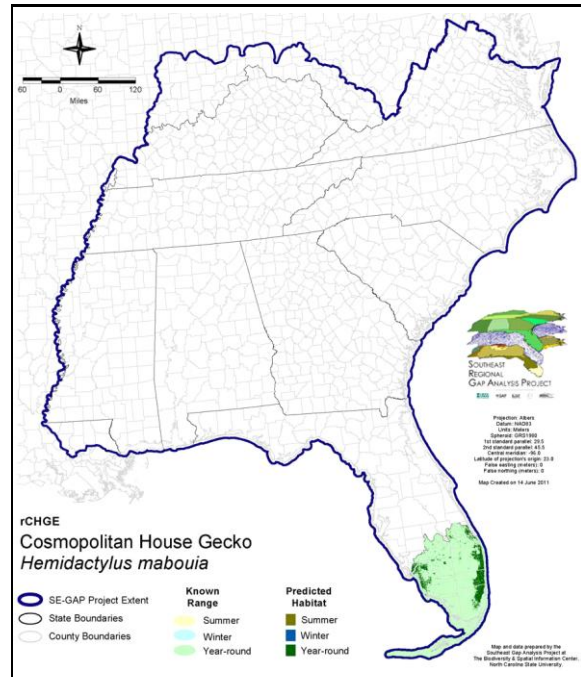 N
60 0 60 120
Miles
SOUTHEAST
REGIONAL
GAP ANALYSIS PROJECT
Projection: Albers
Datum: NAD83
Units: Meters
Spheroid: GRS1980
1st standard parallel: 29.5
2nd standard parallel: 45.5
Central meridian: -96.0
Latitude of projection's origin: 23.0
False easting (meters): 0
False northing (meters): 0
Map Created on 14 June 2011
rCHGE
Cosmopolitan House Gecko
Hemidactylus mabouia
SE-GAP Project Extent
State Boundaries
County Boundaries
Known
Range
Summer
Winter
Year-round
Predicted
Habitat
Summer
Winter
Year-round
Map and data prepared by the
Southeast Gap Analysis Project at
The Biodiversity & Spatial Information Center,
North Carolina State University.